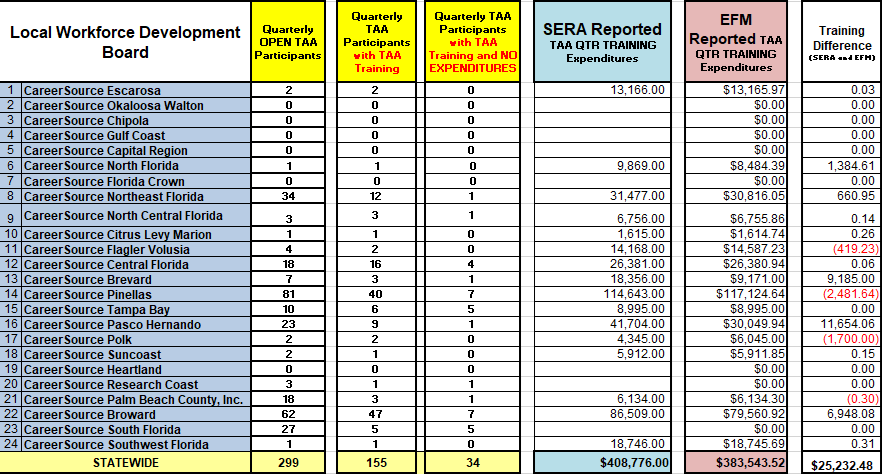 Local Workforce Development Board | Quarterly OPEN TAA Participants | Quarterly TAA Participants with TAA Training | Quarterly TAA Participants with TAA Training and NO EXPENDITURES | SERA Reported TAA QTR TRAINING Expenditures | EFM Reported TAA QTR TRAINING Expenditures | Training Difference (SERA and EFM)
1 CareerSource Escarosa 2 2 0 13,166.00 $13,165.97 0.03
2 CareerSource Okaloosa Walton 0 0 0 $0.00 0.00
3 CareerSource Chipola 0 0 0 $0.00 0.00
4 CareerSource Gulf Coast 0 0 0 $0.00 0.00
5 CareerSource Capital Region 0 0 0 $0.00 0.00
6 CareerSource North Florida 1 1 0 9,869.00 $8,484.39 1,384.61
7 CareerSource Florida Crown 0 0 0 $0.00 0.00
8 CareerSource Northeast Florida 34 12 1 31,477.00 $30,816.05 660.95
9 CareerSource North Central Florida 3 3 1 6,756.00 $6,755.86 0.14
10 CareerSource Citrus Levy Marion 1 1 0 1,615.00 $1,614.74 0.26
11 CareerSource Flagler Volusia 4 2 0 14,168.00 $14,587.23 (419.23)
12 CareerSource Central Florida 18 16 4 26,381.00 $26,380.94 0.06
13 CareerSource Brevard 7 3 1 18,356.00 $9,171.00 9,185.00
14 CareerSource Pinellas 81 40 7 114,643.00 $117,124.64 (2,481.64)
15 CareerSource Tampa Bay 10 6 5 8,995.00 $8,995.00 0.00
16 CareerSource Pasco Hernando 23 9 1 41,704.00 $30,049.94 11,654.06
17 CareerSource Polk 2 2 0 4,345.00 $6,045.00 (1,700.00)
18 CareerSource Suncoast 2 1 0 5,912.00 $5,911.85 0.15
19 CareerSource Heartland 0 0 0 $0.00 0.00
20 CareerSource Research Coast 3 1 1 $0.00 0.00
21 CareerSource Palm Beach County, Inc. 18 3 1 6,134.00 $6,134.30 (0.30)
22 CareerSource Broward 62 47 7 86,509.00 $79,560.92 6,948.08
23 CareerSource South Florida 27 5 5 $0.00 0.00
24 CareerSource Southwest Florida 1 1 0 18,746.00 $18,745.69 0.31
STATEWIDE 299 155 34 $408,776.00 $383,543.52 $25,232.48